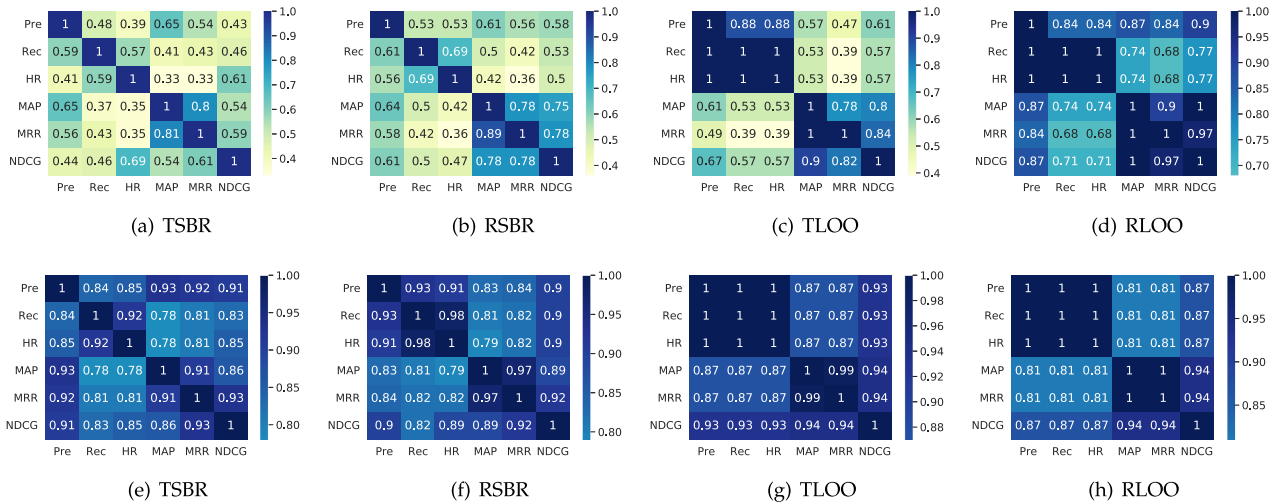 Pre 1 0.48 0.39 0.65 0.54 0.43
Rec 0.59 1 0.57 0.41 0.43 0.46
HR 0.41 0.59 1 0.33 0.33 0.61
MAP 0.65 0.37 0.35 1 0.8 0.54
MRR 0.56 0.43 0.35 0.81 1 0.59
NDCG 0.44 0.46 0.69 0.54 0.61 1
Pre Rec HR MAP MRR NDCG
1.0
0.9
0.8
0.7
0.6
0.5
0.4
(a) TSBR
Pre 1 0.53 0.53 0.61 0.56 0.58
Rec 0.61 1 0.69 0.5 0.42 0.53
HR 0.56 0.69 1 0.42 0.36 0.5
MAP 0.64 0.5 0.42 1 0.78 0.75
MRR 0.58 0.42 0.36 0.89 1 0.78
NDCG 0.61 0.5 0.47 0.78 0.78 1
Pre Rec HR MAP MRR NDCG
1.0
0.9
0.8
0.7
0.6
0.5
0.4
(b) RSBR
Pre 1 0.88 0.88 0.61 0.47 0.61
Rec 1 1 1 0.53 0.39 0.57
HR 1 1 1 0.53 0.39 0.57
MAP 0.61 0.53 0.53 1 0.78 0.8
MRR 0.49 0.39 0.39 1 1 0.84
NDCG 0.67 0.57 0.57 0.9 0.82 1
Pre Rec HR MAP MRR NDCG
1.0
0.9
0.8
0.7
0.6
0.5
0.4
(c) TLOO
Pre 1 0.84 0.84 0.87 0.84 0.9
Rec 1 1 1 0.74 0.68 0.77
HR 1 1 1 0.74 0.68 0.77
MAP 0.87 0.74 0.74 1 0.9 1
MRR 0.84 0.68 0.68 1 1 0.97
NDCG 0.87 0.71 0.71 1 0.97 1
Pre Rec HR MAP MRR NDCG
1.00
0.95
0.90
0.85
0.80
0.75
0.70
(d) RLOO
Pre 1 0.84 0.85 0.93 0.92 0.91
Rec 0.84 1 0.92 0.78 0.81 0.83
HR 0.85 0.92 1 0.78 0.81 0.85
MAP 0.93 0.78 0.78 1 0.91 0.86
MRR 0.92 0.81 0.81 0.91 1 0.93
NDCG 0.91 0.83 0.85 0.86 0.93 1
Pre Rec HR MAP MRR NDCG
1.00
0.95
0.90
0.85
0.80
(e) TSBR
Pre 1 0.93 0.91 0.83 0.84 0.9
Rec 0.93 1 0.98 0.81 0.82 0.9
HR 0.91 0.98 1 0.79 0.82 0.9
MAP 0.83 0.81 0.79 1 0.97 0.89
MRR 0.84 0.82 0.82 0.97 1 0.92
NDCG 0.9 0.82 0.89 0.89 0.92 1
Pre Rec HR MAP MRR NDCG
1.00
0.95
0.90
0.85
0.80
(f) RSBR
Pre 1 1 1 0.87 0.87 0.93
Rec 1 1 1 0.87 0.87 0.93
HR 1 1 1 0.87 0.87 0.93
MAP 0.87 0.87 0.87 1 0.99 0.94
MRR 0.87 0.87 0.87 0.99 1 0.94
NDCG 0.93 0.93 0.93 0.94 0.94 1
Pre Rec HR MAP MRR NDCG
1.00
0.98
0.96
0.94
0.92
0.90
0.88
(g) TLOO
Pre 1 1 1 0.81 0.81 0.87
Rec 1 1 1 0.81 0.81 0.87
HR 1 1 1 0.81 0.81 0.87
MAP 0.81 0.81 0.81 1 1 0.94
MRR 0.81 0.81 0.81 1 1 0.94
NDCG 0.87 0.87 0.87 0.94 0.94 1
Pre Rec HR MAP MRR NDCG
1.00
0.95
0.90
0.85
(h) RLOO